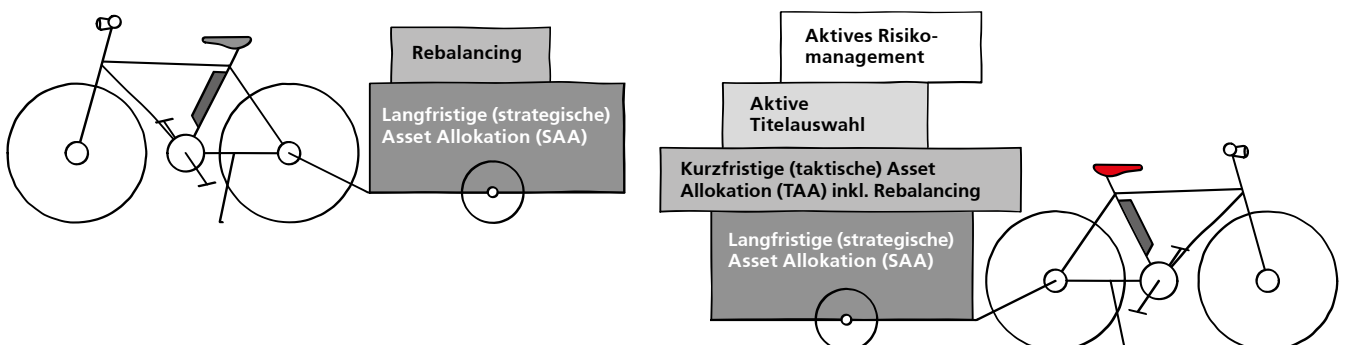 Rebalancing
Langfristige (strategische)
Asset Allokation (SAA)
Aktives Risiko-
management
Aktive
Titelauswahl
Kurzfristige (taktische) Asset
Allokation (TAA) inkl. Rebalancing
Langfristige (strategische)
Asset Allokation (SAA)